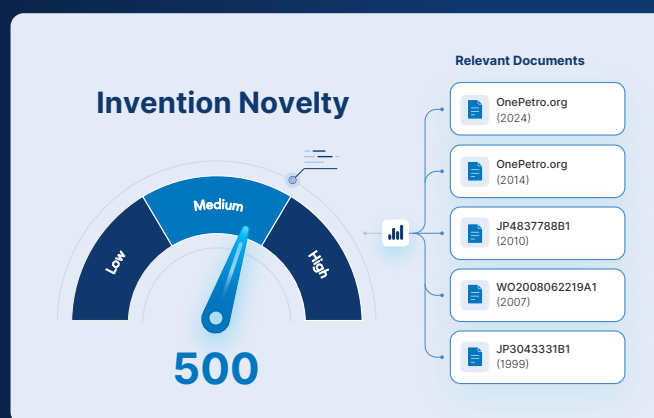 Relevant Documents
Invention Novelty
OnePetro.org
(2024)
OnePetro.org
(2014)
Medium
Low
High
JP4837788B1
(2010)
WO2008062219A1
(2007)
JP3043331B1
(1999)
500